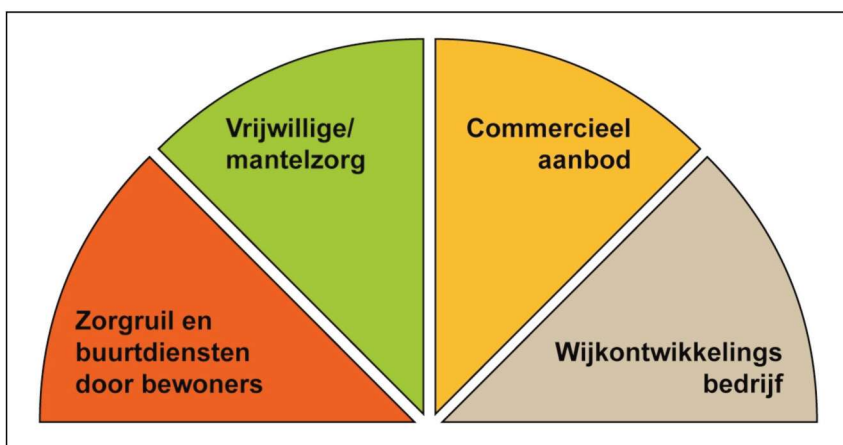 Vrijwillige/
mantelzorg
Commercieel
aanbod
Zorgruil en
buurtdiensten
door bewoners
Wijkontwikkelings
bedrijf